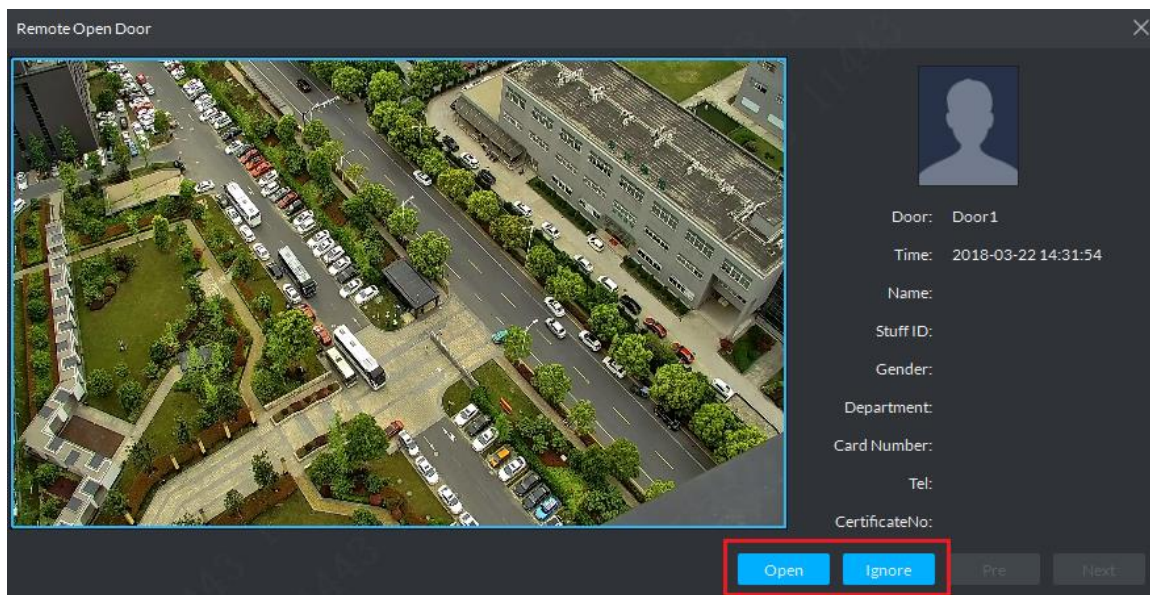 Remote Open Door
Door: Door1
Time: 2018-03-22 14:31:54
Name:
Stuff ID:
Gender:
Department:
Card Number:
Tel:
CertificateNo:
Open Ignore Pre Next